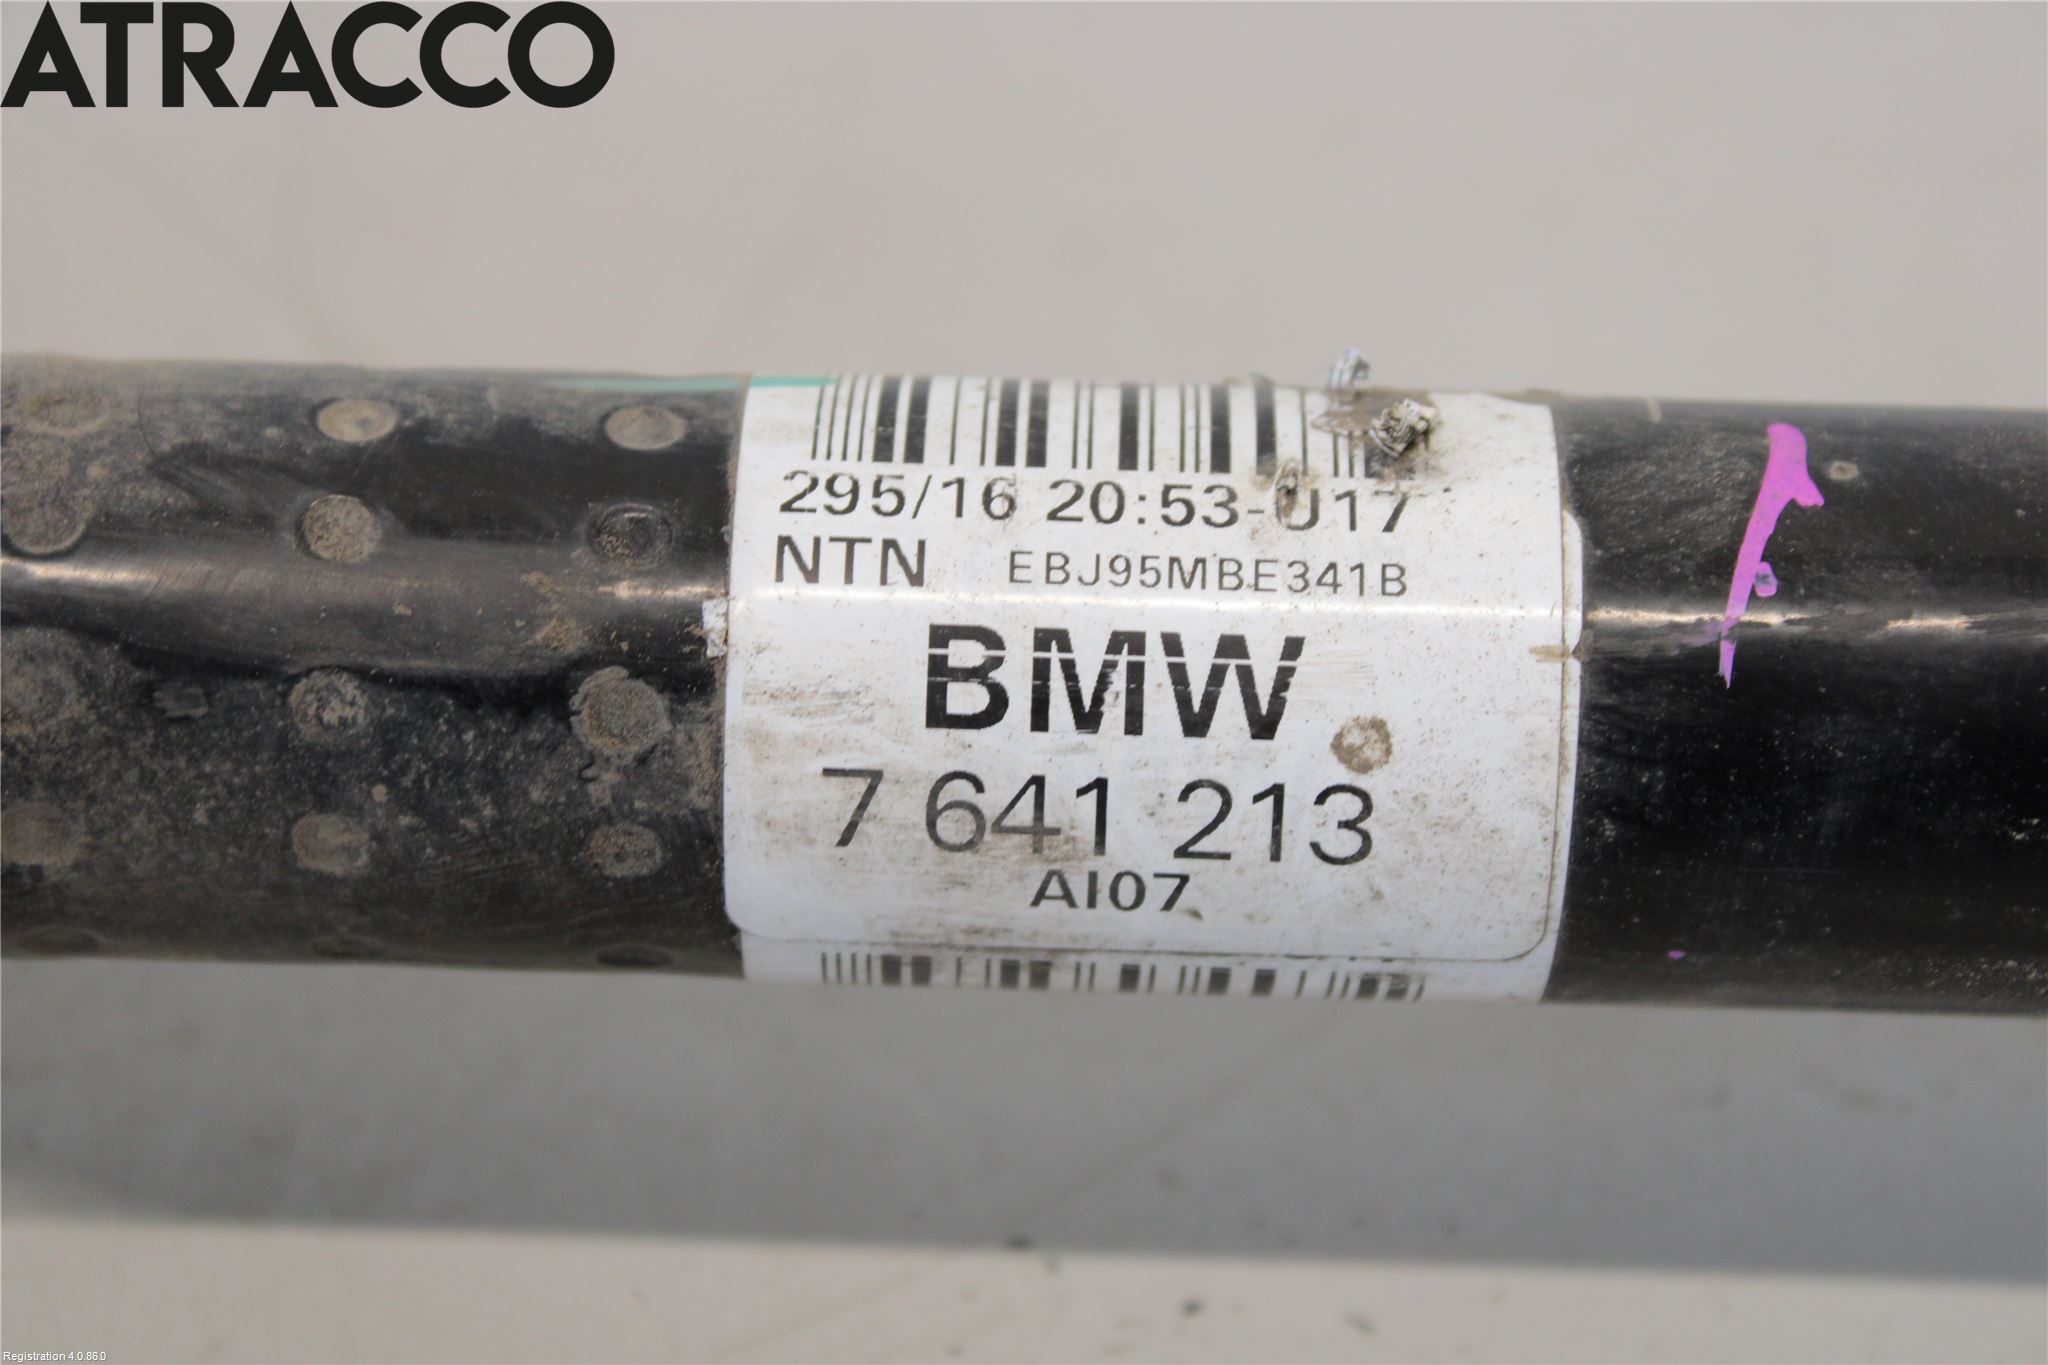 ATRACCO
295/16 20:53-U17
NTN EBJ95MBE341B
BMW
7 641 213
AI07
Registration 4.0.86.0